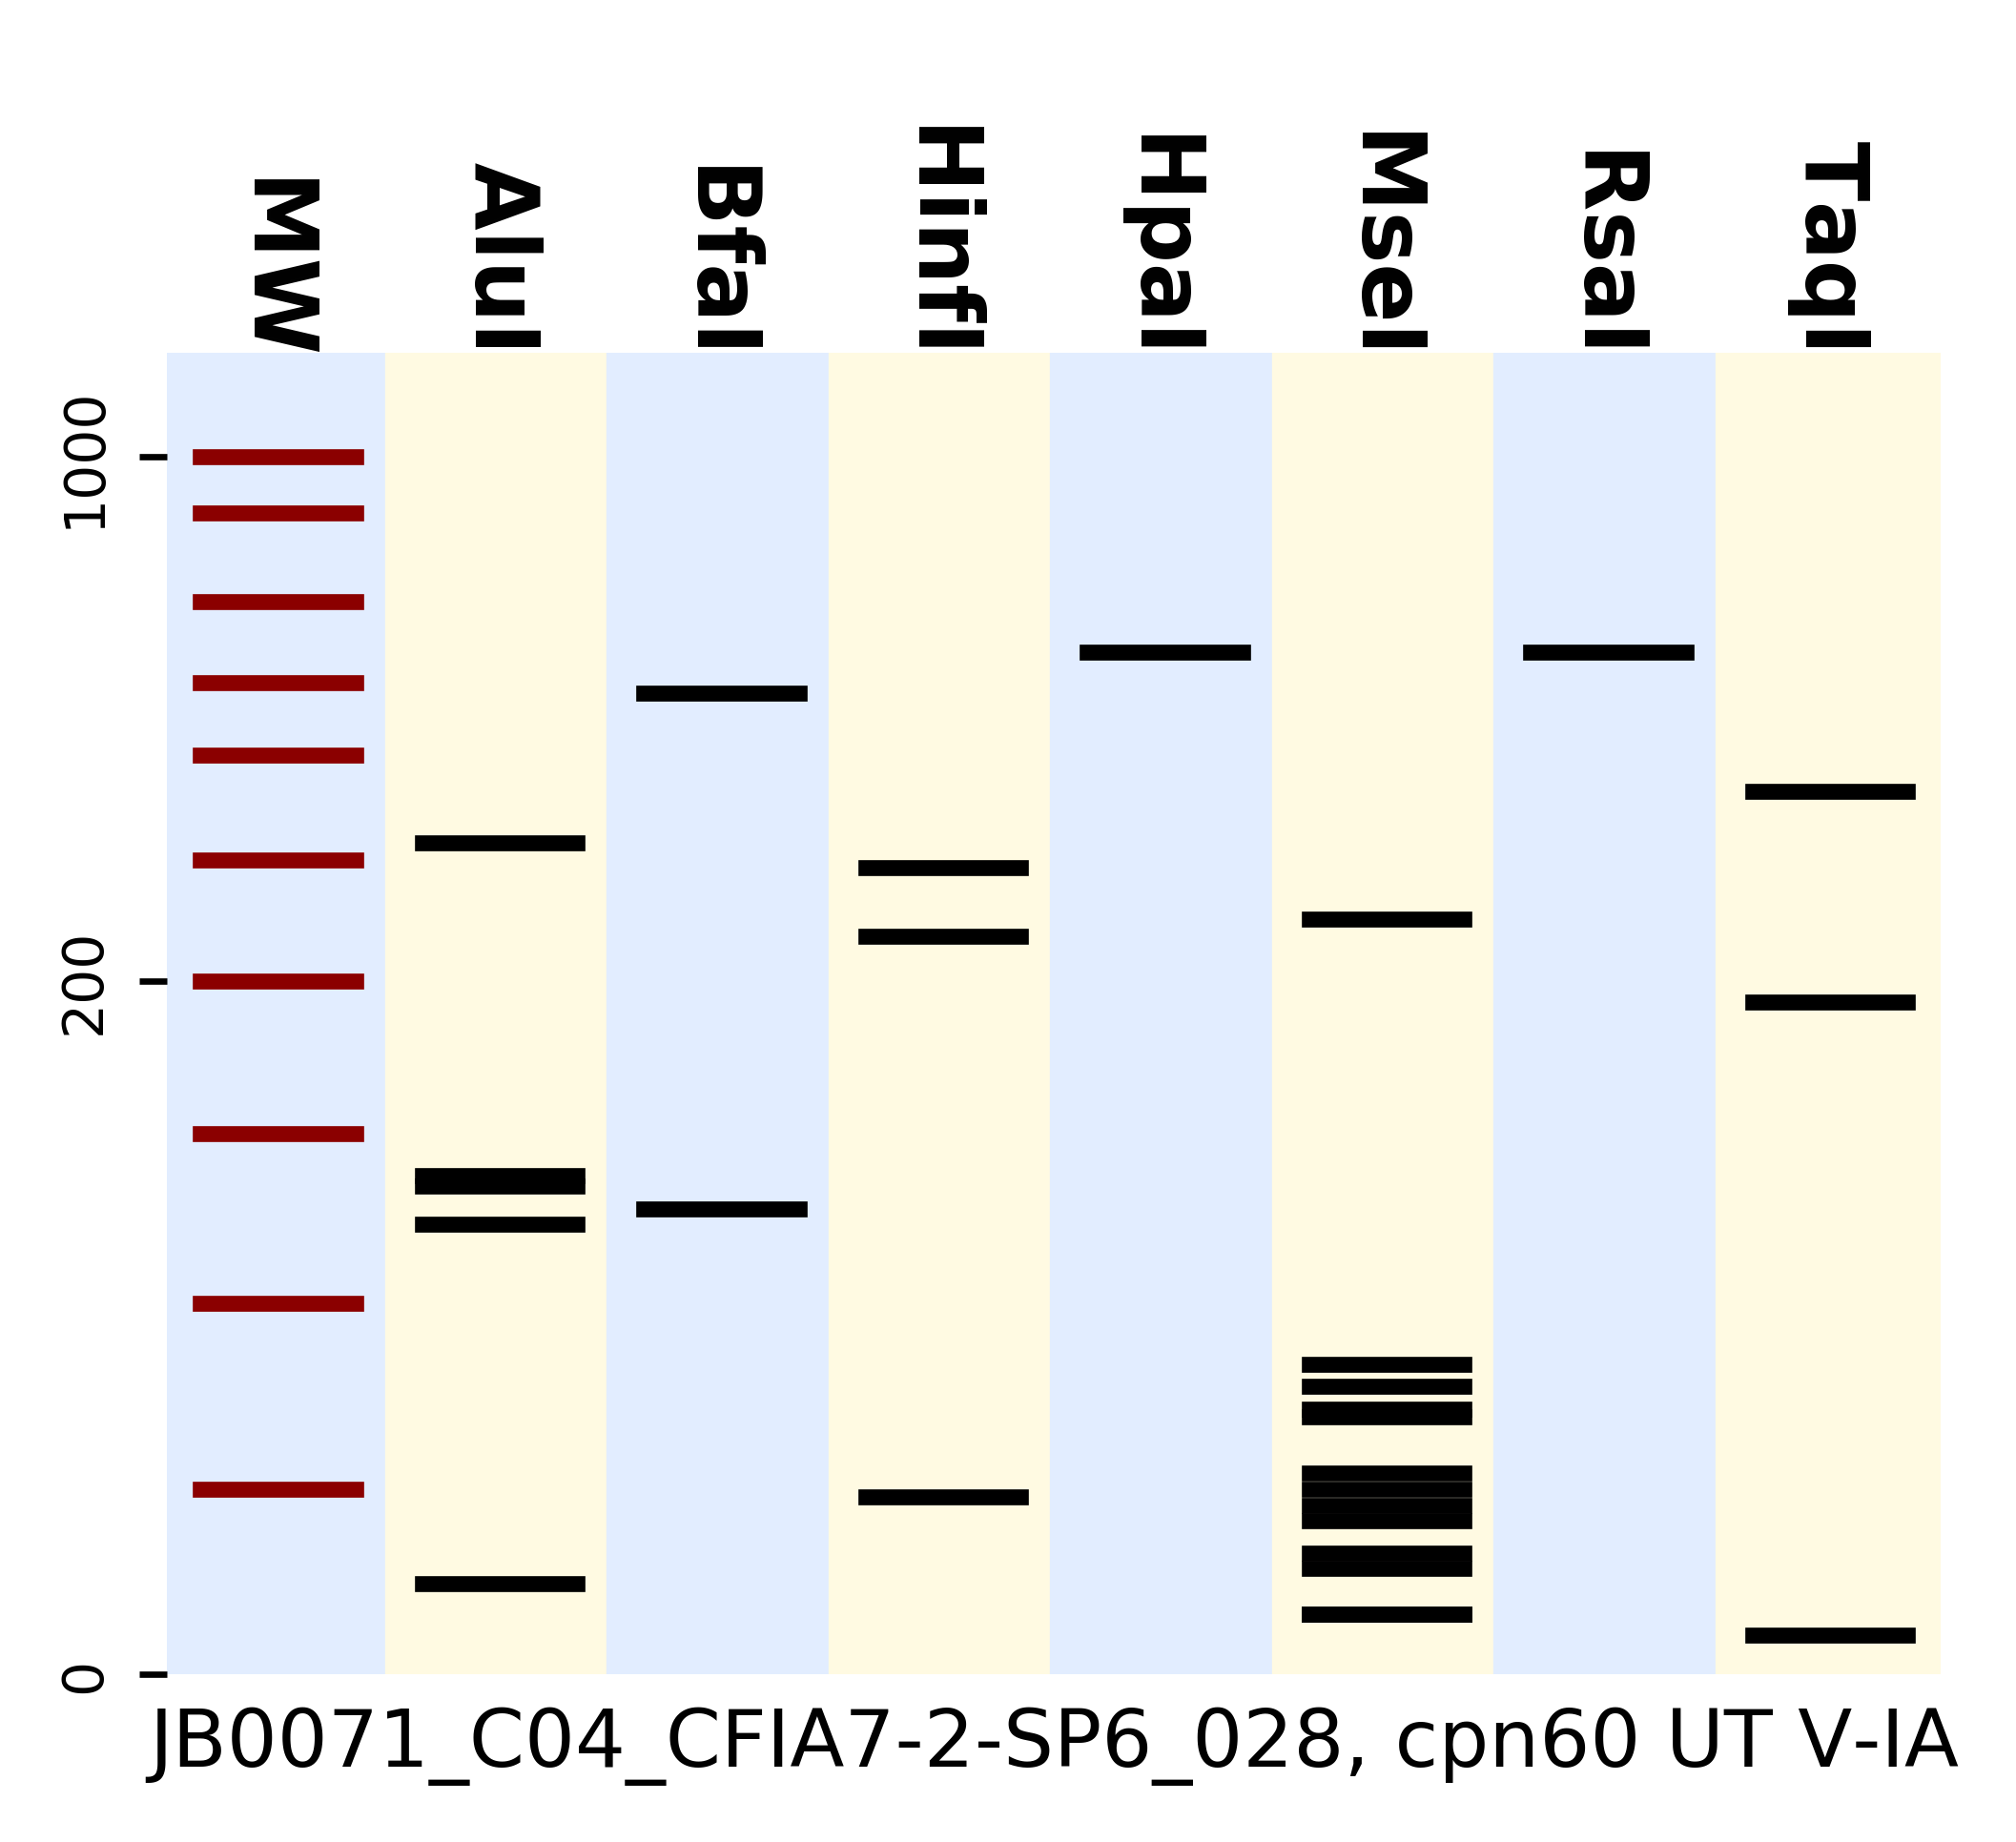 MW
AluI
BfaI
HinfI
HpaI
MseI
RsaI
TaqI
1000
200
0
JB0071_C04_CFIA7-2-SP6_028, cpn60 UT V-IA